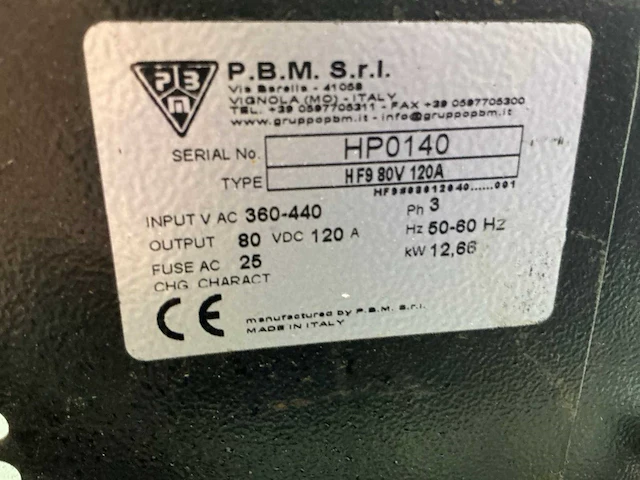 PBM
P.B.M. S.r.l.
Via Barella - 41058
VIGNOLA (MO) - ITALY
TEL. +39 0597705311 - FAX +39 0597705300
www.gruppopbm.it - info@gruppopbm.it
SERIAL No. HP0140
TYPE HF9 80V 120A
INPUT V AC 360-440 Ph 3
OUTPUT 80 VDC 120 A Hz 50-60 Hz
FUSE AC 25 kW 12,66
CHG CHARACT
CE
manufactured by P.B.M. S.r.l.
MADE IN ITALY